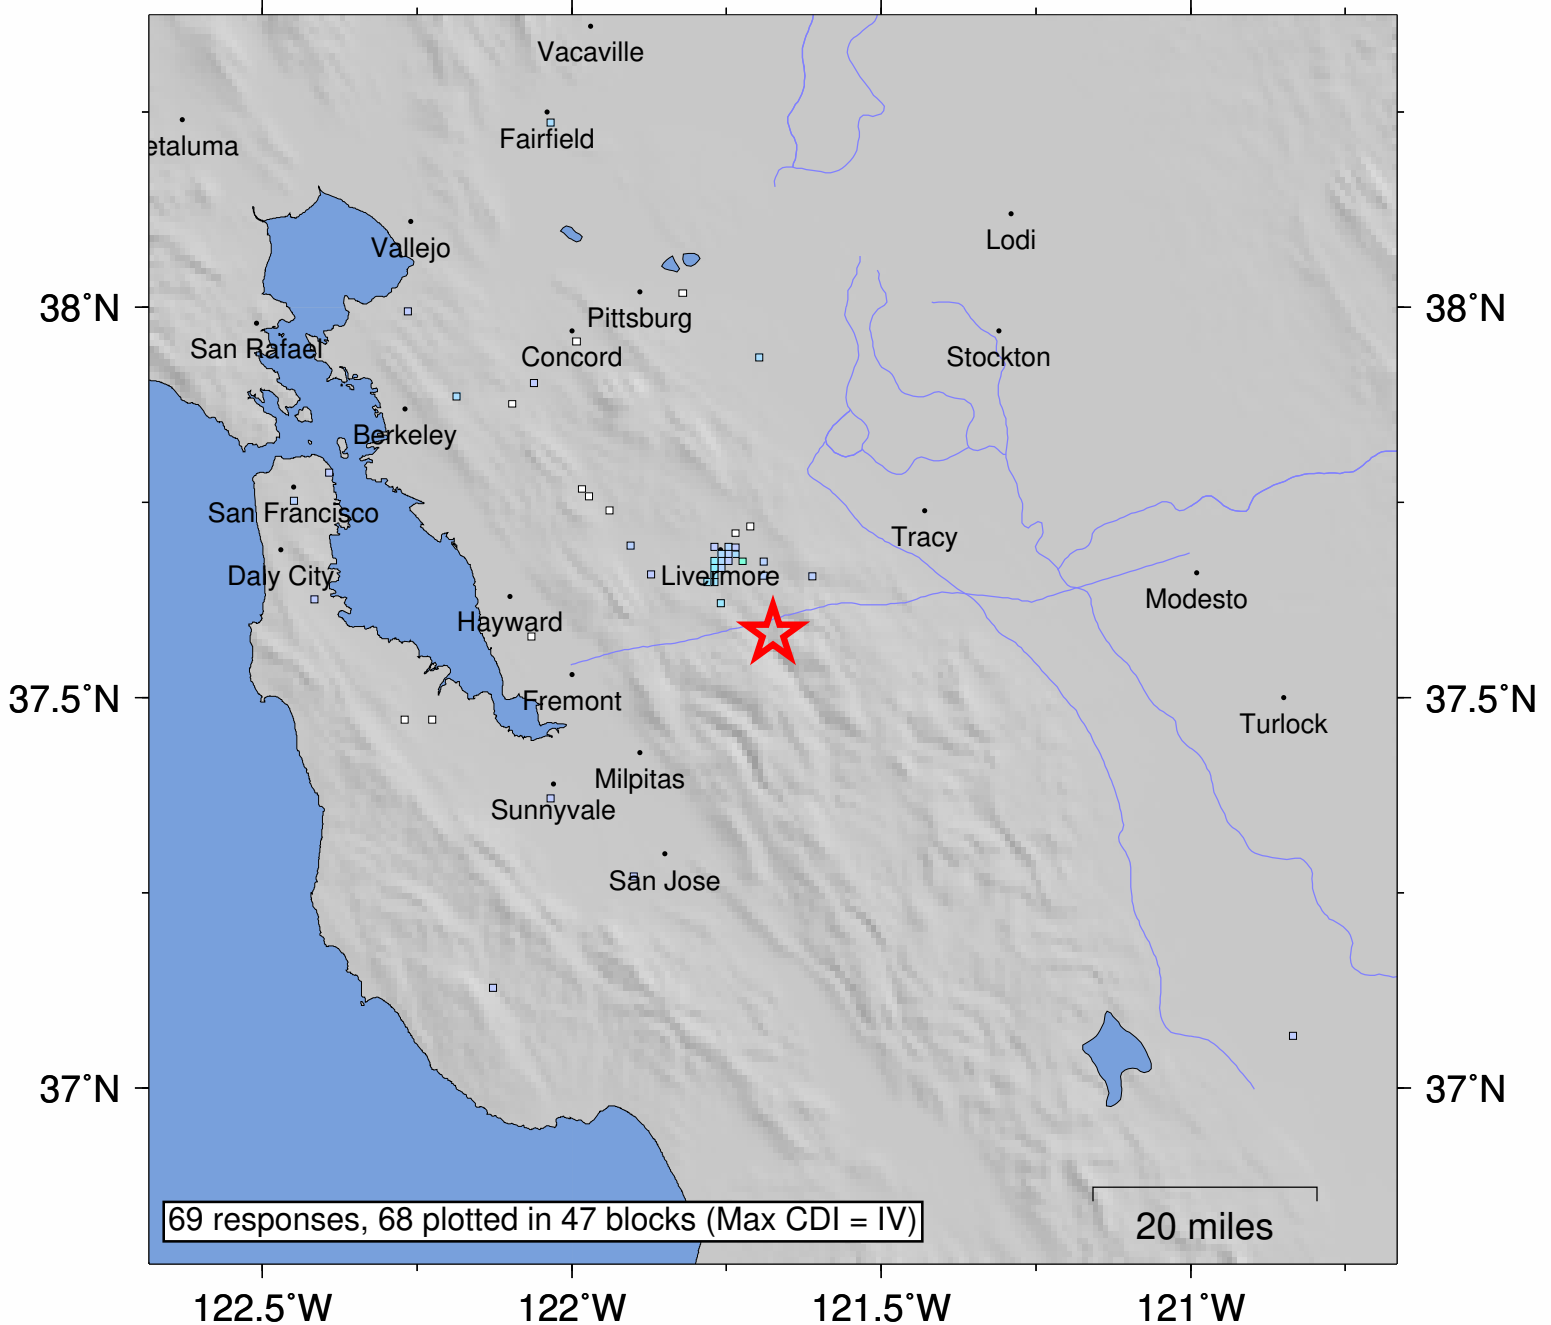 Vacaville
Fairfield
etaluma
Vallejo
Lodi
38°N
38°N
Pittsburg
San Rafael
Concord
Stockton
Berkeley
San Francisco
Tracy
Daly City
Livermore
Modesto
Hayward
37.5°N
Fremont
37.5°N
Turlock
Milpitas
Sunnyvale
San Jose
37°N
37°N
69 responses, 68 plotted in 47 blocks (Max CDI = IV)
20 miles
122.5°W
122°W
121.5°W
121°W